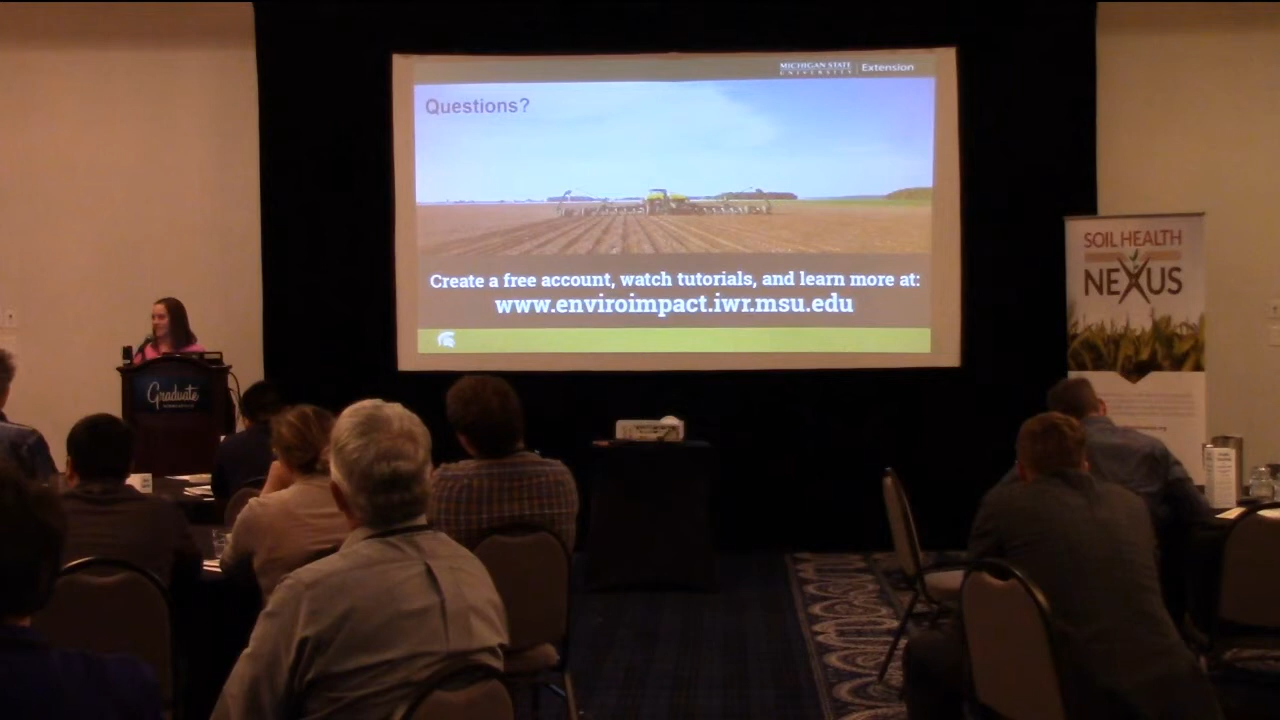 MICHIGAN STATE
UNIVERSITY
Extension
Questions?
Create a free account, watch tutorials, and learn more at:
www.enviroimpact.iwr.msu.edu
Graduate
SOIL HEALTH
NEXUS